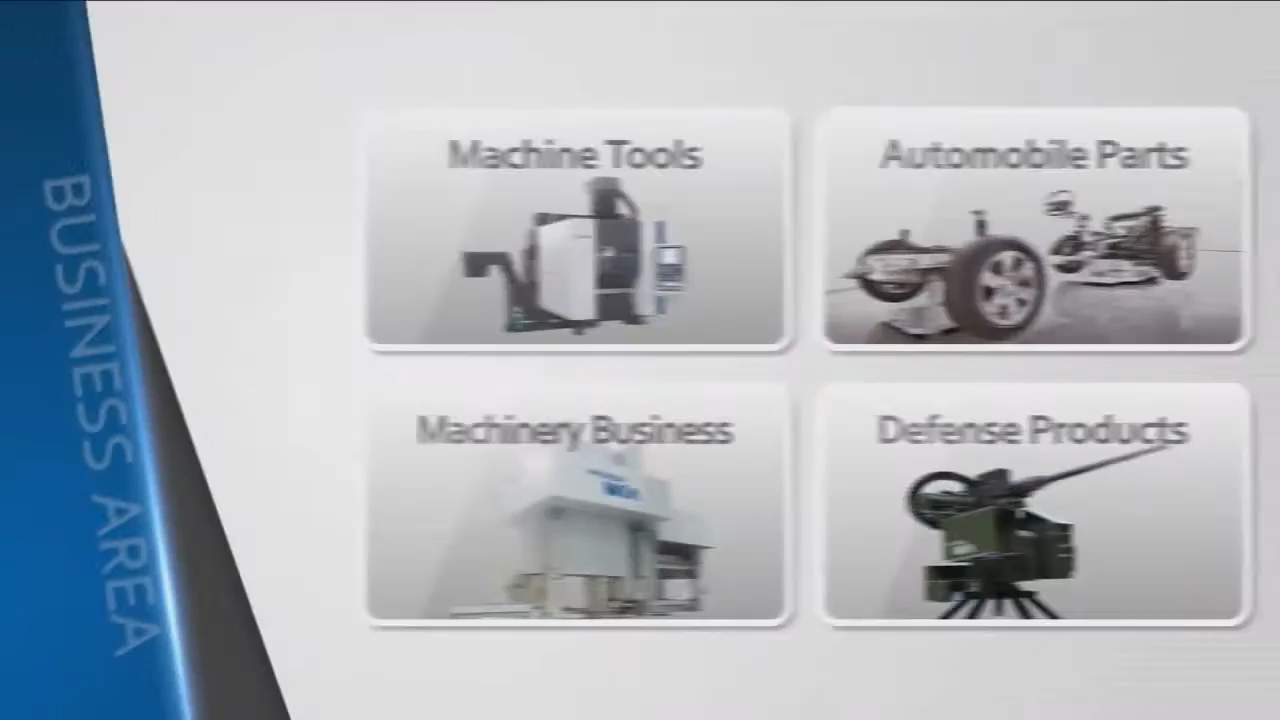 BUSINESS AREA
Machine Tools
Automobile Parts
Machinery Business
Defense Products